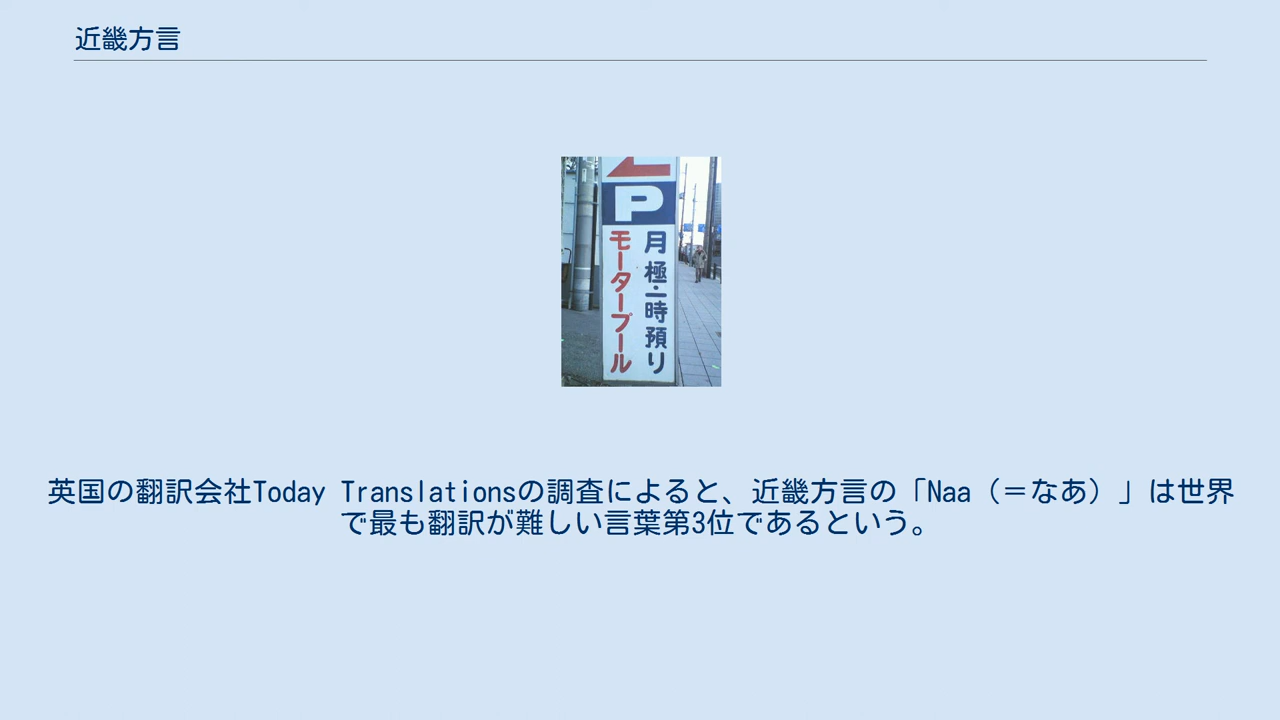 近畿方言
P
月極・一時預り
モータープール
英国の翻訳会社Today Translationsの調査によると、近畿方言の「Naa（＝なあ）」は世界
で最も翻訳が難しい言葉第3位であるという。